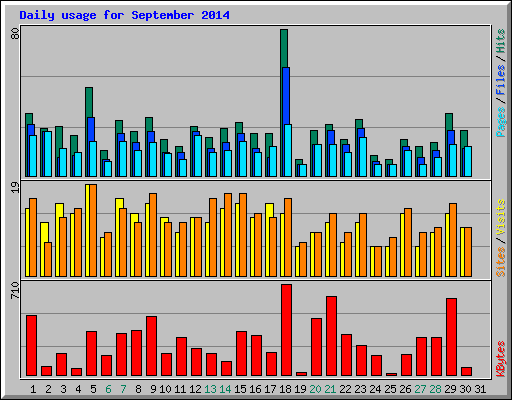 Daily usage for September 2014
80
Pages / Files / Hits
19
Sites / Visits
710
KBytes
1 2 3 4 5 6 7 8 9 10 11 12 13 14 15 16 17 18 19 20 21 22 23 24 25 26 27 28 29 30 31